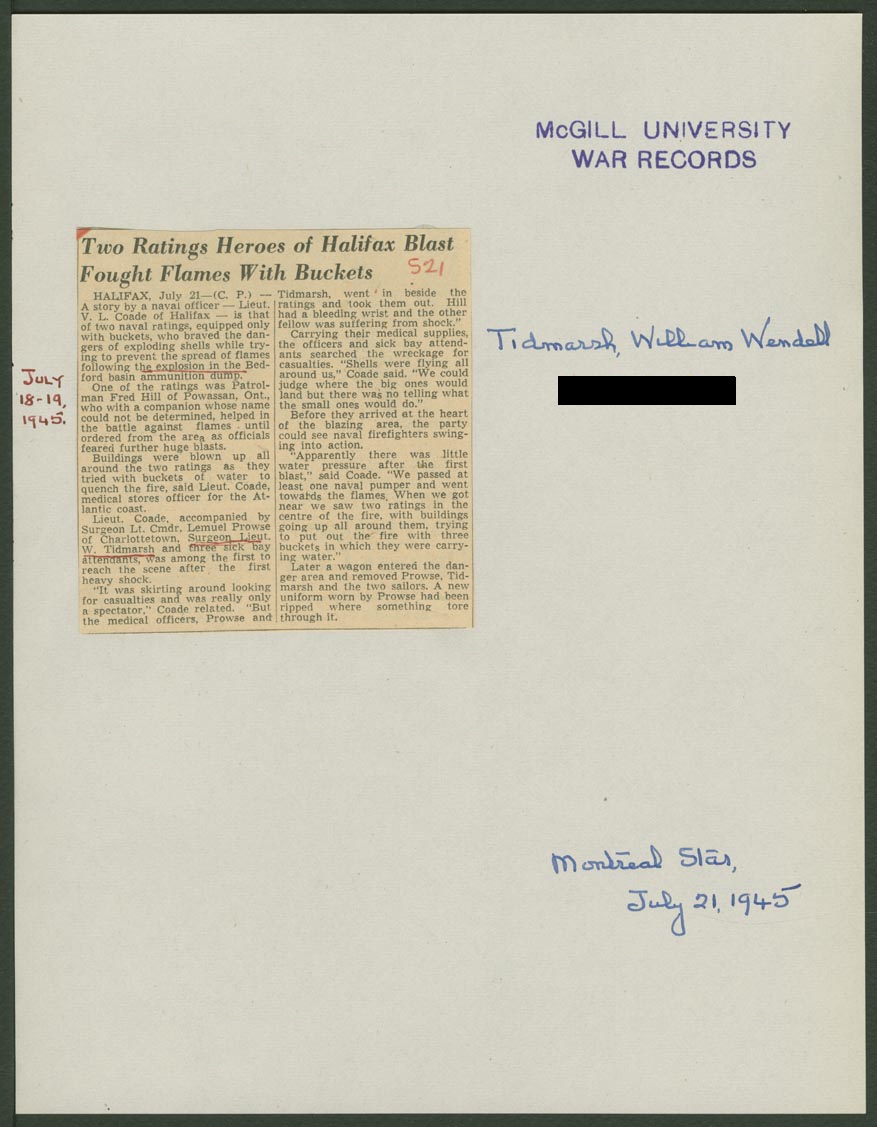 McGILL UNIVERSITY
WAR RECORDS
Two Ratings Heroes of Halifax Blast
Fought Flames With Buckets
521
HALIFAX, July 21—(C. P.) —
A story by a naval officer — Lieut.
V. L. Coade of Halifax — is that
of two naval ratings, equipped only
with buckets, who braved the dan-
gers of exploding shells while try-
ing to prevent the spread of flames
following the explosion in the Bed-
ford basin ammunition dump.
One of the ratings was Patrol-
man Fred Hill of Powassan, Ont.,
who with a companion whose name
could not be determined, helped in
the battle against flames until
ordered from the area as officials
feared further huge blasts.
Buildings were blown up all
around the two ratings as they
tried with buckets of water to
quench the fire, said Lieut. Coade,
medical stores officer for the At-
lantic coast.
Lieut. Coade, accompanied by
Surgeon Lt. Cmdr. Lemuel Prowse
of Charlottetown, Surgeon Lieut.
W. Tidmarsh and three sick bay
attendants, was among the first to
reach the scene after the first
heavy shock.
"It was skirting around looking
for casualties and was really only
a spectator," Coade related. "But
the medical officers, Prowse and
Tidmarsh, went in beside the
ratings and took them out. Hill
had a bleeding wrist and the other
fellow was suffering from shock."
Carrying their medical supplies,
the officers and sick bay attend-
ants searched the wreckage for
casualties. "Shells were flying all
around us," Coade said. "We could
judge where the big ones would
land but there was no telling what
the small ones would do."
Before they arrived at the heart
of the blazing area, the party
could see naval firefighters swing-
ing into action.
"Apparently there was little
water pressure after the first
blast," said Coade. "We passed at
least one naval pumper and went
towards the flames. When we got
near we saw two ratings in the
centre of the fire, with buildings
going up all around them, trying
to put out the fire with three
buckets in which they were carry-
ing water."
Later a wagon entered the dan-
ger area and removed Prowse, Tid-
marsh and the two sailors. A new
uniform worn by Prowse had been
ripped where something tore
through it.
JULY
18-19,
1945.
Tidmarsh, William Wendell
Montreal Star,
July 21, 1945